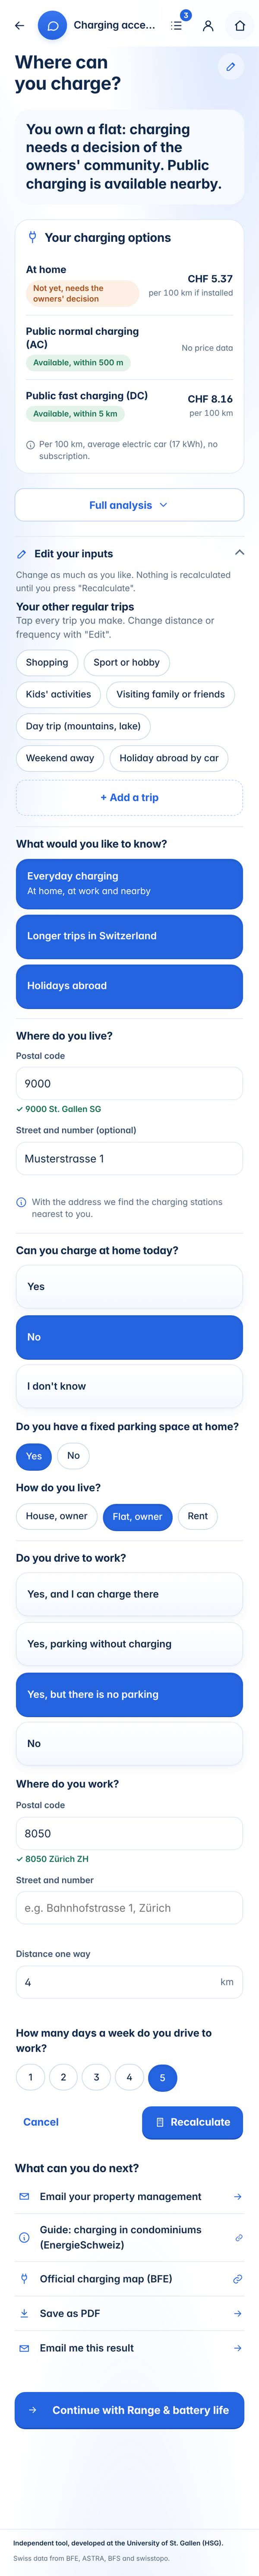 Charging acce...
3
Where can
you charge?
You own a flat: charging
needs a decision of the
owners' community. Public
charging is available nearby.
Your charging options
At home
Not yet, needs the
owners' decision
CHF 5.37
per 100 km if installed
Public normal charging
(AC)
Available, within 500 m
No price data
Public fast charging (DC)
Available, within 5 km
CHF 8.16
per 100 km
Per 100 km, average electric car (17 kWh), no
subscription.
Full analysis
Edit your inputs
Change as much as you like. Nothing is recalculated
until you press "Recalculate".
Your other regular trips
Tap every trip you make. Change distance or
frequency with "Edit".
Shopping
Sport or hobby
Kids' activities
Visiting family or friends
Day trip (mountains, lake)
Weekend away
Holiday abroad by car
+ Add a trip
What would you like to know?
Everyday charging
At home, at work and nearby
Longer trips in Switzerland
Holidays abroad
Where do you live?
Postal code
9000
✓ 9000 St. Gallen SG
Street and number (optional)
Musterstrasse 1
With the address we find the charging stations
nearest to you.
Can you charge at home today?
Yes
No
I don't know
Do you have a fixed parking space at home?
Yes
No
How do you live?
House, owner
Flat, owner
Rent
Do you drive to work?
Yes, and I can charge there
Yes, parking without charging
Yes, but there is no parking
No
Where do you work?
Postal code
8050
✓ 8050 Zürich ZH
Street and number
e.g. Bahnhofstrasse 1, Zürich
Distance one way
4
km
How many days a week do you drive to
work?
1
2
3
4
5
Cancel
Recalculate
What can you do next?
Email your property management
Guide: charging in condominiums
(EnergieSchweiz)
Official charging map (BFE)
Save as PDF
Email me this result
Continue with Range & battery life
Independent tool, developed at the University of St. Gallen (HSG).
Swiss data from BFE, ASTRA, BFS and swisstopo.